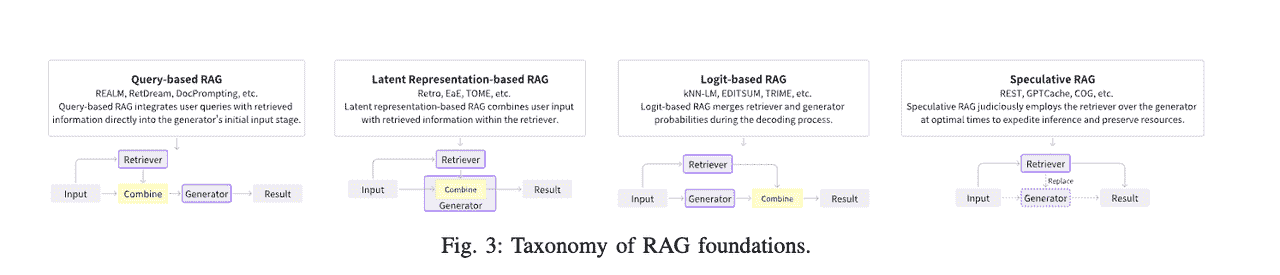 Query-based RAG
REALM, RetDream, DocPrompting, etc.
Query-based RAG integrates user queries with retrieved
information directly into the generator's initial input stage.
Retriever
Input
Combine
Generator
Result
Latent Representation-based RAG
Retro, EaE, TOME, etc.
Latent representation-based RAG combines user input
with retrieved information within the retriever.
Retriever
Input
Combine
Generator
Result
Logit-based RAG
kNN-LM, EDITSUM, TRIME, etc.
Logit-based RAG merges retriever and generator
probabilities during the decoding process.
Retriever
Input
Generator
Combine
Result
Speculative RAG
REST, GPTCache, COG, etc.
Speculative RAG judiciously employs the retriever over the generator
at optimal times to expedite inference and preserve resources.
Retriever
Replace
Input
Generator
Result
Fig. 3: Taxonomy of RAG foundations.